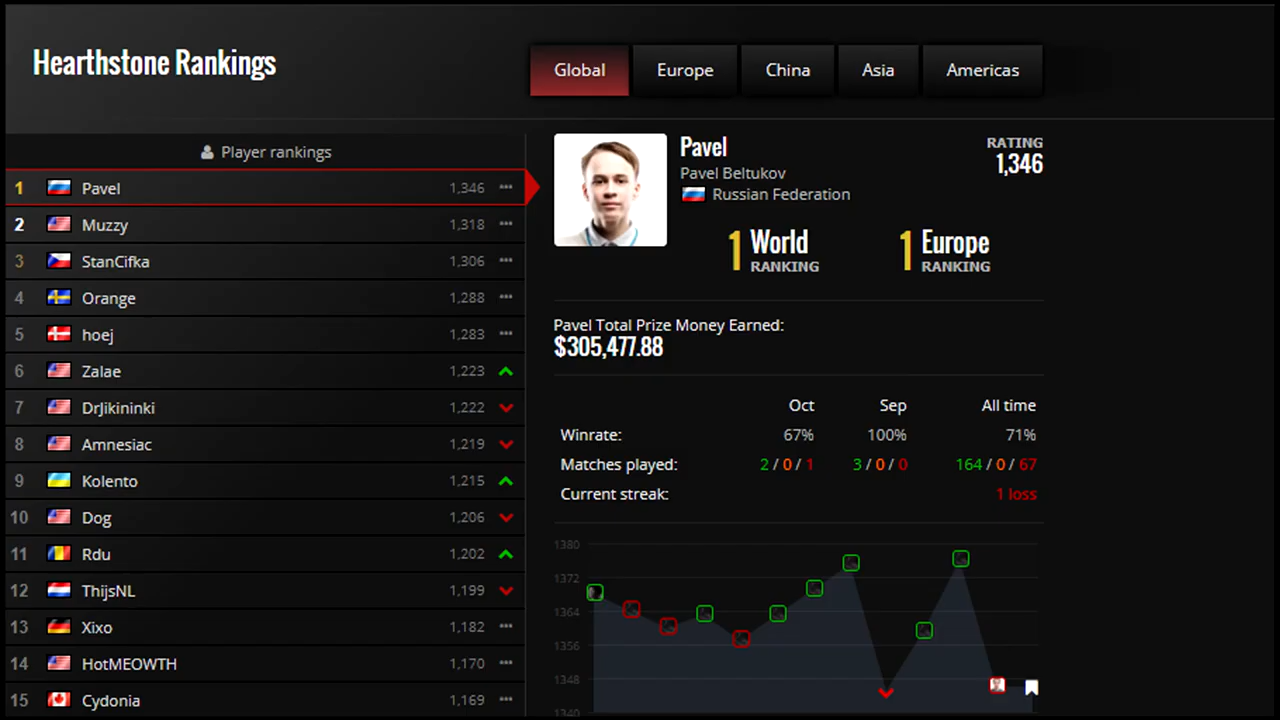 Hearthstone Rankings
Global Europe China Asia Americas
Player rankings
1 Pavel 1,346
2 Muzzy 1,318
3 StanCifka 1,306
4 Orange 1,288
5 hoej 1,283
6 Zalae 1,223
7 DrJikininki 1,222
8 Amnesiac 1,219
9 Kolento 1,215
10 Dog 1,206
11 Rdu 1,202
12 ThijsNL 1,199
13 Xixo 1,182
14 HotMEOWTH 1,170
15 Cydonia 1,169
Pavel
Pavel Beltukov
Russian Federation
RATING
1,346
1 World RANKING
1 Europe RANKING
Pavel Total Prize Money Earned:
$305,477.88
Oct Sep All time
Winrate: 67% 100% 71%
Matches played: 2 / 0 / 1 3 / 0 / 0 164 / 0 / 67
Current streak: 1 loss
1380
1372
1364
1356
1348
1340